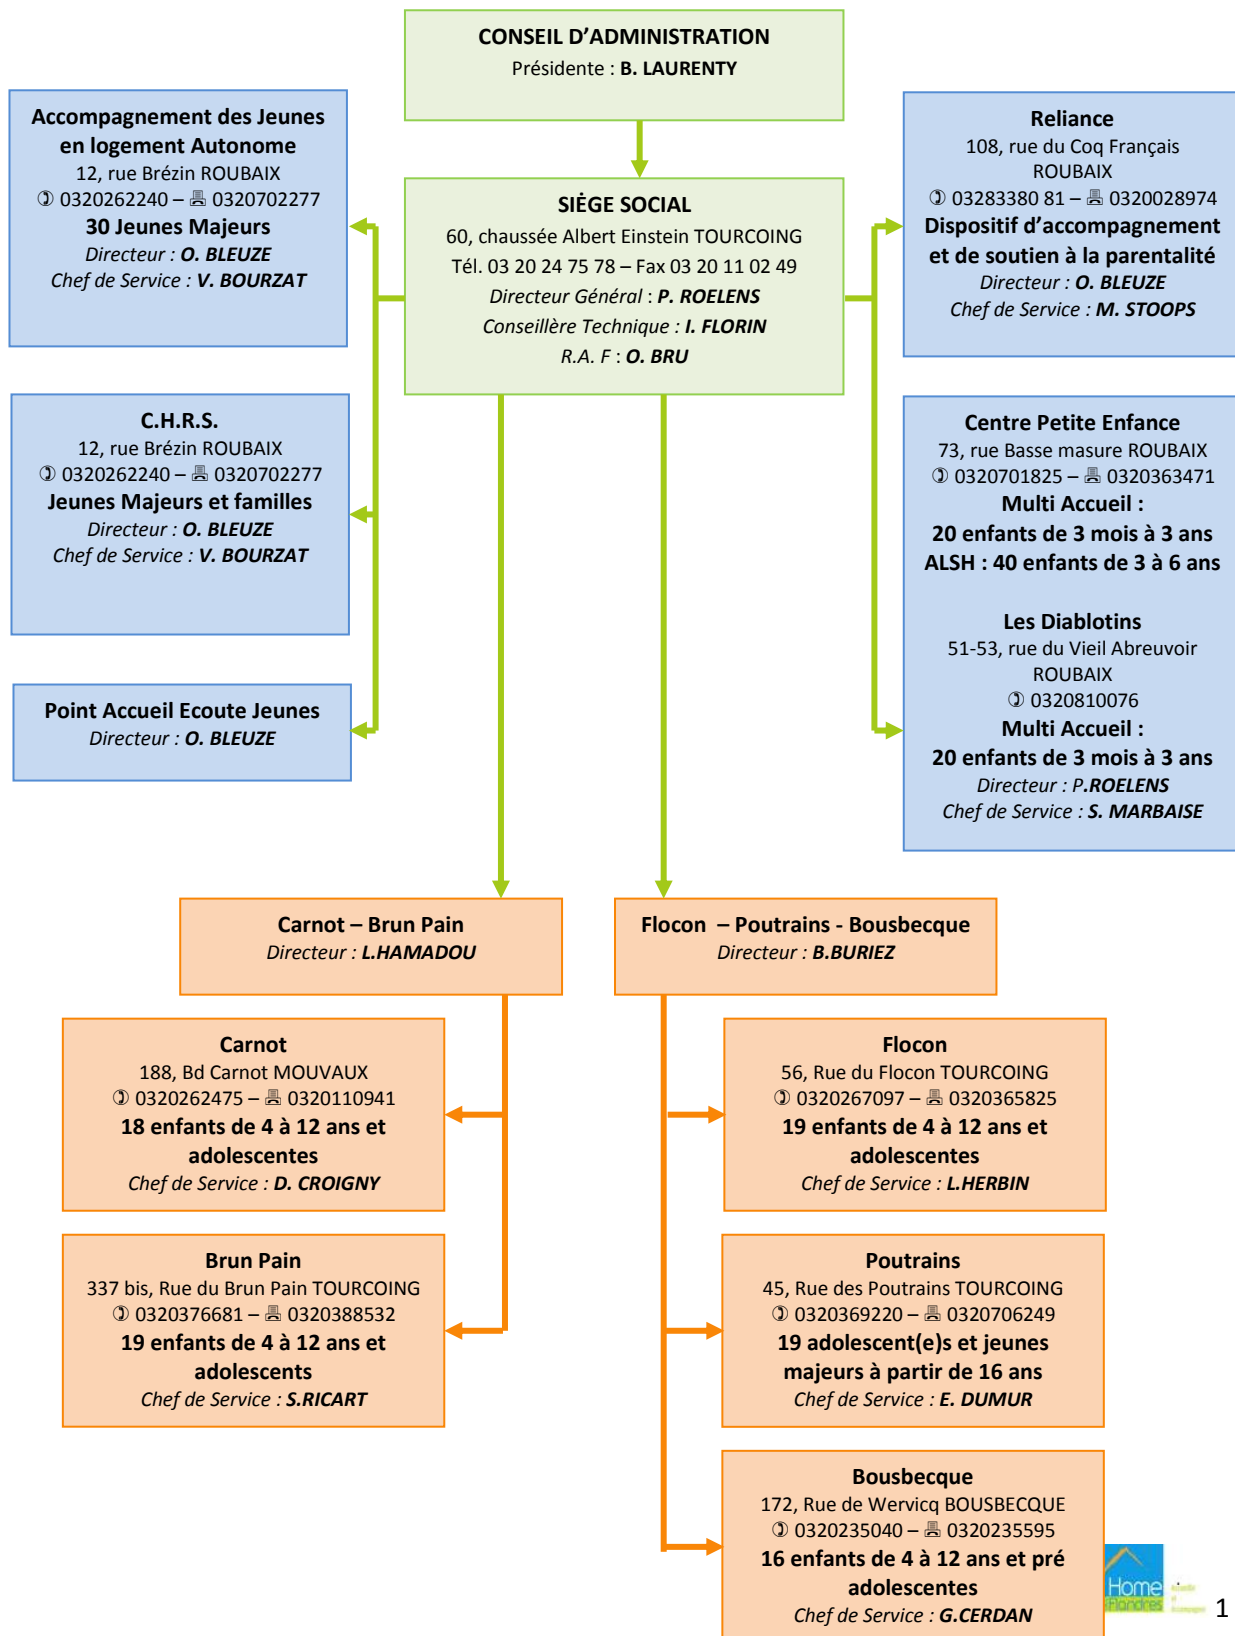 CONSEIL D'ADMINISTRATION
Présidente : B. LAURENTY
Accompagnement des Jeunes
en logement Autonome
12, rue Brézin ROUBAIX
✆ 0320262240 – 📠 0320702277
30 Jeunes Majeurs
Directeur : O. BLEUZE
Chef de Service : V. BOURZAT
SIÈGE SOCIAL
60, chaussée Albert Einstein TOURCOING
Tél. 03 20 24 75 78 – Fax 03 20 11 02 49
Directeur Général : P. ROELENS
Conseillère Technique : I. FLORIN
R.A. F : O. BRU
Reliance
108, rue du Coq Français
ROUBAIX
✆ 03283380 81 – 📠 0320028974
Dispositif d'accompagnement
et de soutien à la parentalité
Directeur : O. BLEUZE
Chef de Service : M. STOOPS
C.H.R.S.
12, rue Brézin ROUBAIX
✆ 0320262240 – 📠 0320702277
Jeunes Majeurs et familles
Directeur : O. BLEUZE
Chef de Service : V. BOURZAT
Centre Petite Enfance
73, rue Basse masure ROUBAIX
✆ 0320701825 – 📠 0320363471
Multi Accueil :
20 enfants de 3 mois à 3 ans
ALSH : 40 enfants de 3 à 6 ans
Les Diablotins
51-53, rue du Vieil Abreuvoir
ROUBAIX
✆ 0320810076
Multi Accueil :
20 enfants de 3 mois à 3 ans
Directeur : P.ROELENS
Chef de Service : S. MARBAISE
Point Accueil Ecoute Jeunes
Directeur : O. BLEUZE
Carnot – Brun Pain
Directeur : L.HAMADOU
Flocon – Poutrains - Bousbecque
Directeur : B.BURIEZ
Carnot
188, Bd Carnot MOUVAUX
✆ 0320262475 – 📠 0320110941
18 enfants de 4 à 12 ans et
adolescentes
Chef de Service : D. CROIGNY
Flocon
56, Rue du Flocon TOURCOING
✆ 0320267097 – 📠 0320365825
19 enfants de 4 à 12 ans et
adolescentes
Chef de Service : L.HERBIN
Brun Pain
337 bis, Rue du Brun Pain TOURCOING
✆ 0320376681 – 📠 0320388532
19 enfants de 4 à 12 ans et
adolescents
Chef de Service : S.RICART
Poutrains
45, Rue des Poutrains TOURCOING
✆ 0320369220 – 📠 0320706249
19 adolescent(e)s et jeunes
majeurs à partir de 16 ans
Chef de Service : E. DUMUR
Bousbecque
172, Rue de Wervicq BOUSBECQUE
✆ 0320235040 – 📠 0320235595
16 enfants de 4 à 12 ans et pré
adolescentes
Chef de Service : G.CERDAN
Home
Flandres
1